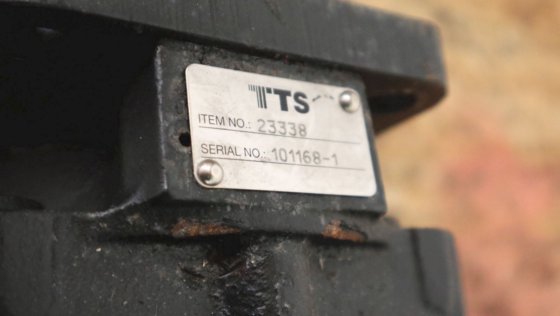 TTS
ITEM NO.: 23338
SERIAL NO.: 101168-1